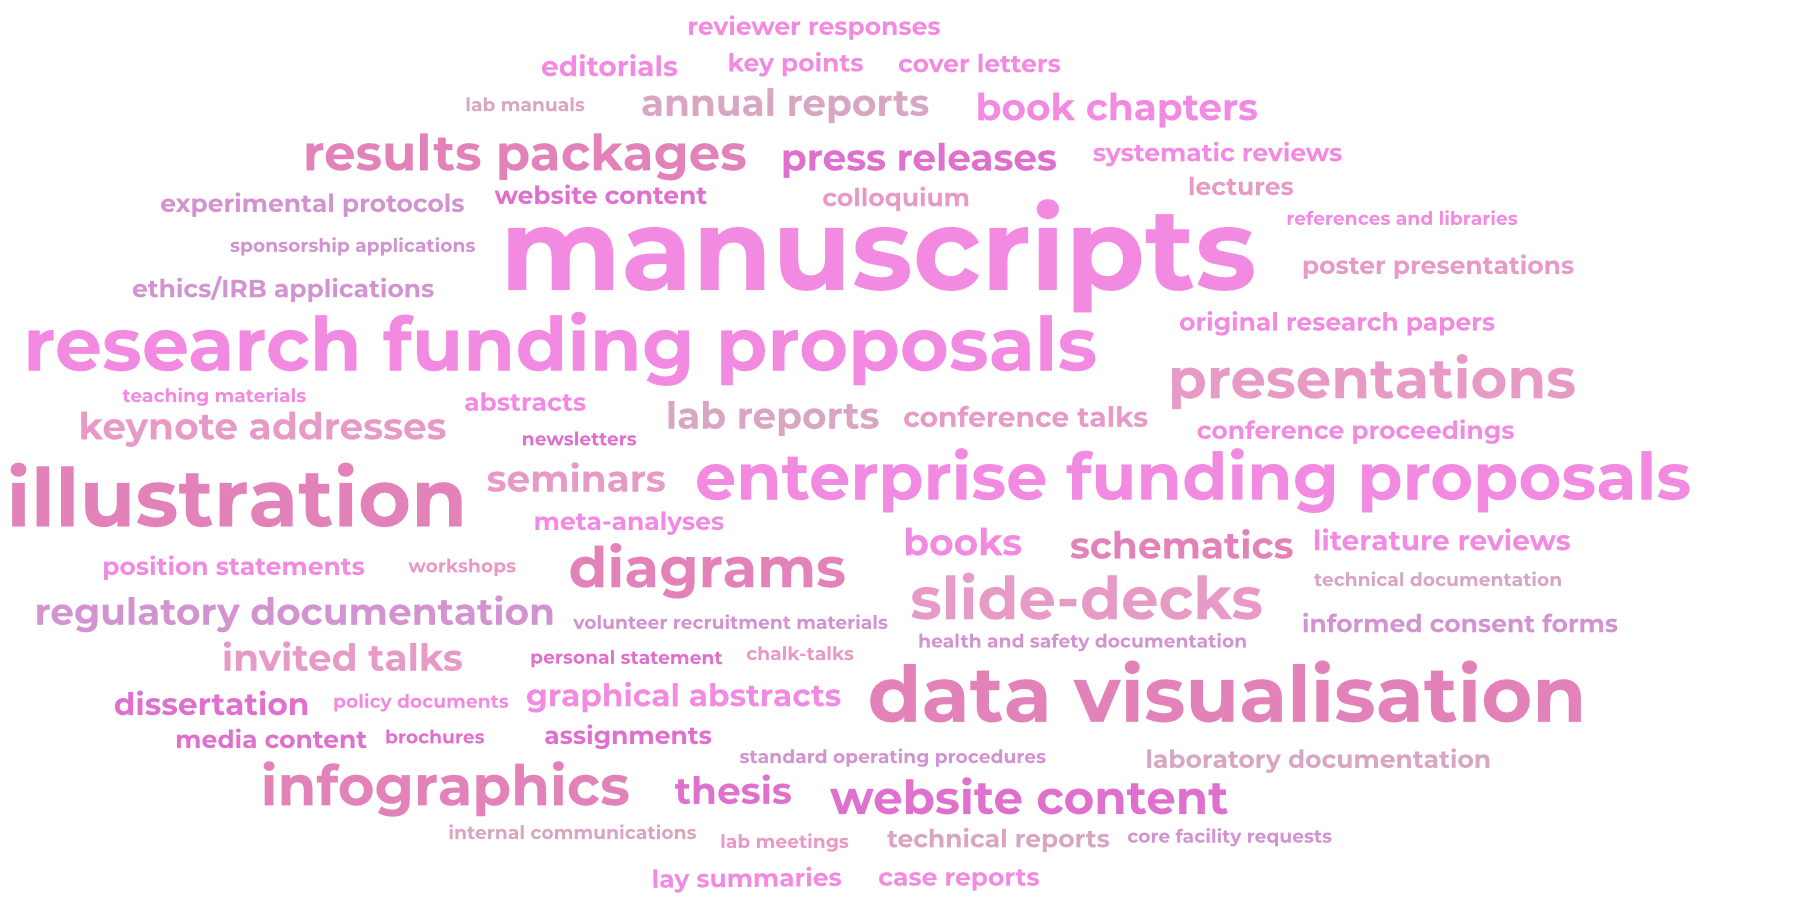 reviewer responses
editorials
key points
cover letters
lab manuals
annual reports
book chapters
results packages
press releases
systematic reviews
experimental protocols
website content
colloquium
lectures
references and libraries
sponsorship applications
manuscripts
poster presentations
ethics/IRB applications
research funding proposals
original research papers
teaching materials
presentations
keynote addresses
abstracts
lab reports
conference talks
newsletters
conference proceedings
illustration
seminars
enterprise funding proposals
meta-analyses
books
schematics
literature reviews
position statements
workshops
diagrams
slide-decks
technical documentation
regulatory documentation
volunteer recruitment materials
informed consent forms
health and safety documentation
invited talks
personal statement
chalk-talks
dissertation
policy documents
graphical abstracts
data visualisation
media content
brochures
assignments
standard operating procedures
laboratory documentation
infographics
thesis
website content
internal communications
lab meetings
technical reports
core facility requests
lay summaries
case reports